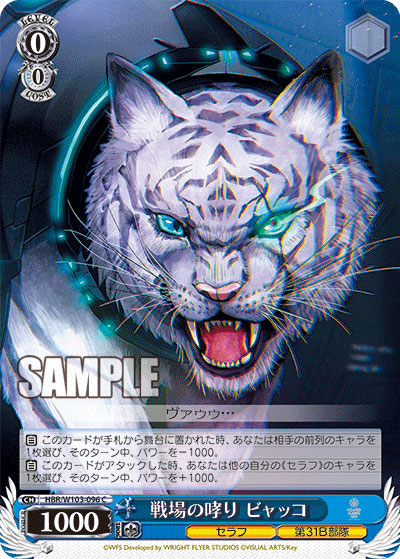 LEVEL
0
0
COST
SAMPLE
ヴァゥゥ…
自 このカードが手札から舞台に置かれた時、あなたは相手の前列のキャラを
1枚選び、そのターン中、パワーを−1000。
自 このカードがアタックした時、あなたは他の自分の《セラフ》のキャラを
1枚選び、そのターン中、パワーを＋1000。
CH HBR/W103-096 C
1000
戦場の哮り ビャッコ
セラフ 第31B部隊
©WFS Developed by WRIGHT FLYER STUDIOS ©VISUAL ARTS/Key